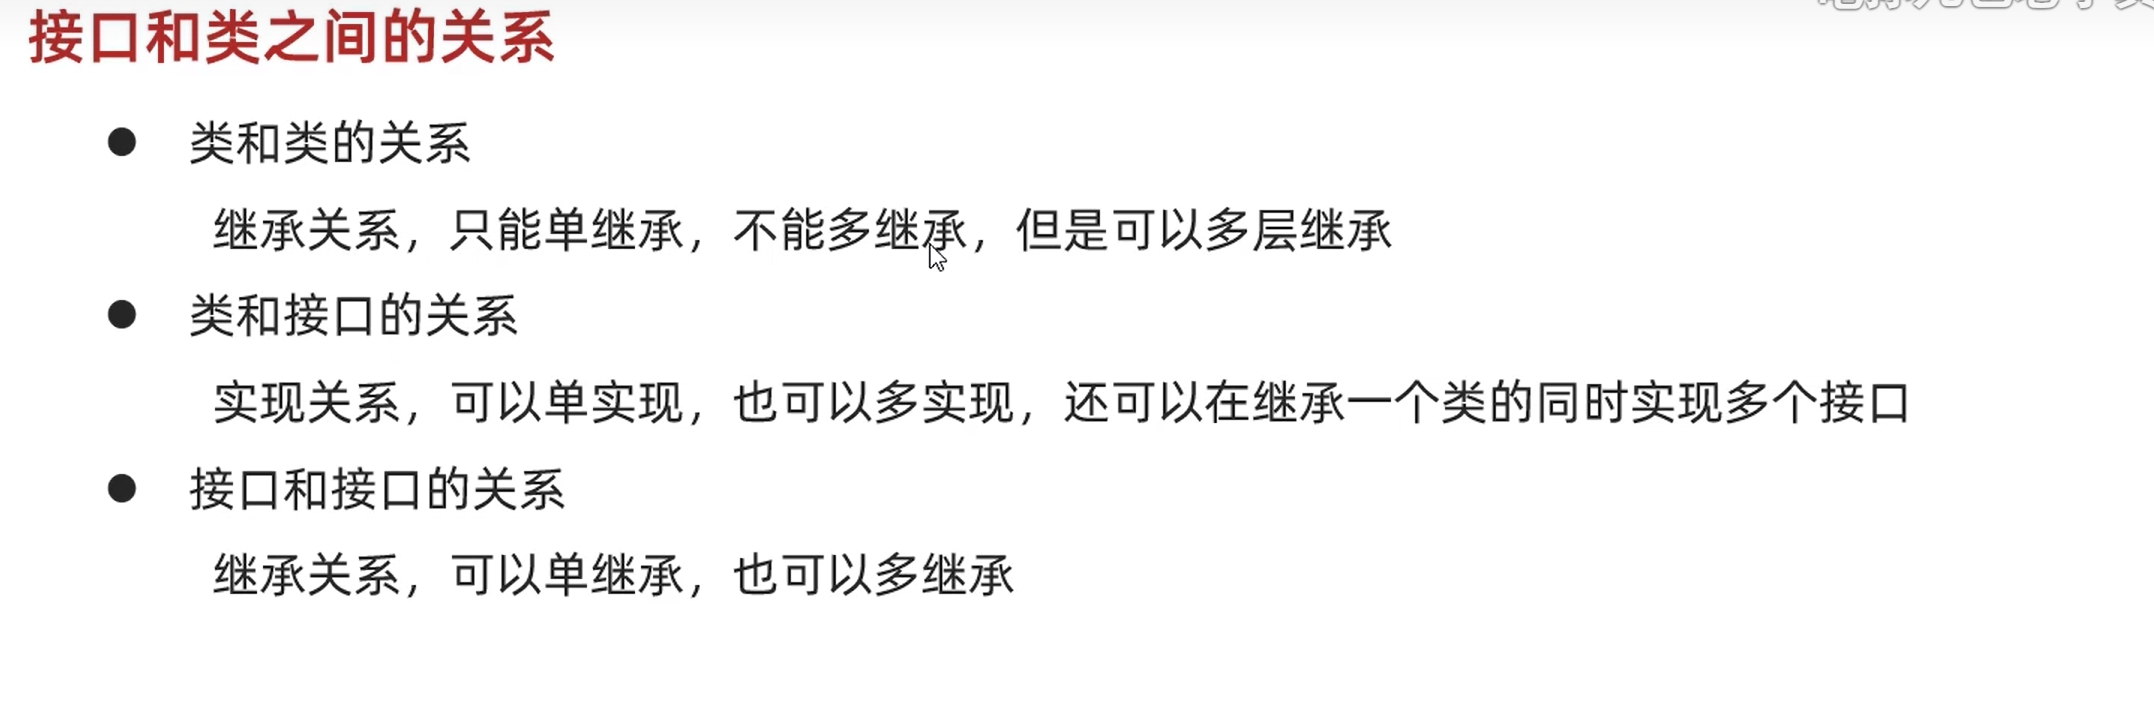 接口和类之间的关系
● 类和类的关系
继承关系，只能单继承，不能多继承，但是可以多层继承
● 类和接口的关系
实现关系，可以单实现，也可以多实现，还可以在继承一个类的同时实现多个接口
● 接口和接口的关系
继承关系，可以单继承，也可以多继承